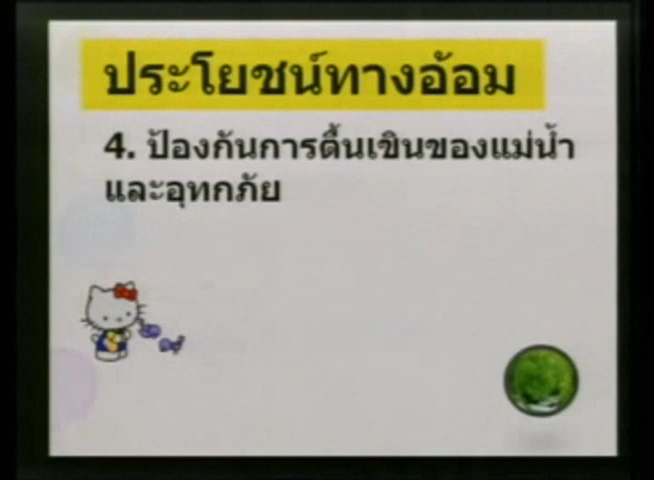 ประโยชน์ทางอ้อม
4. ป้องกันการตื้นเขินของแม่น้ำ
และอุทกภัย